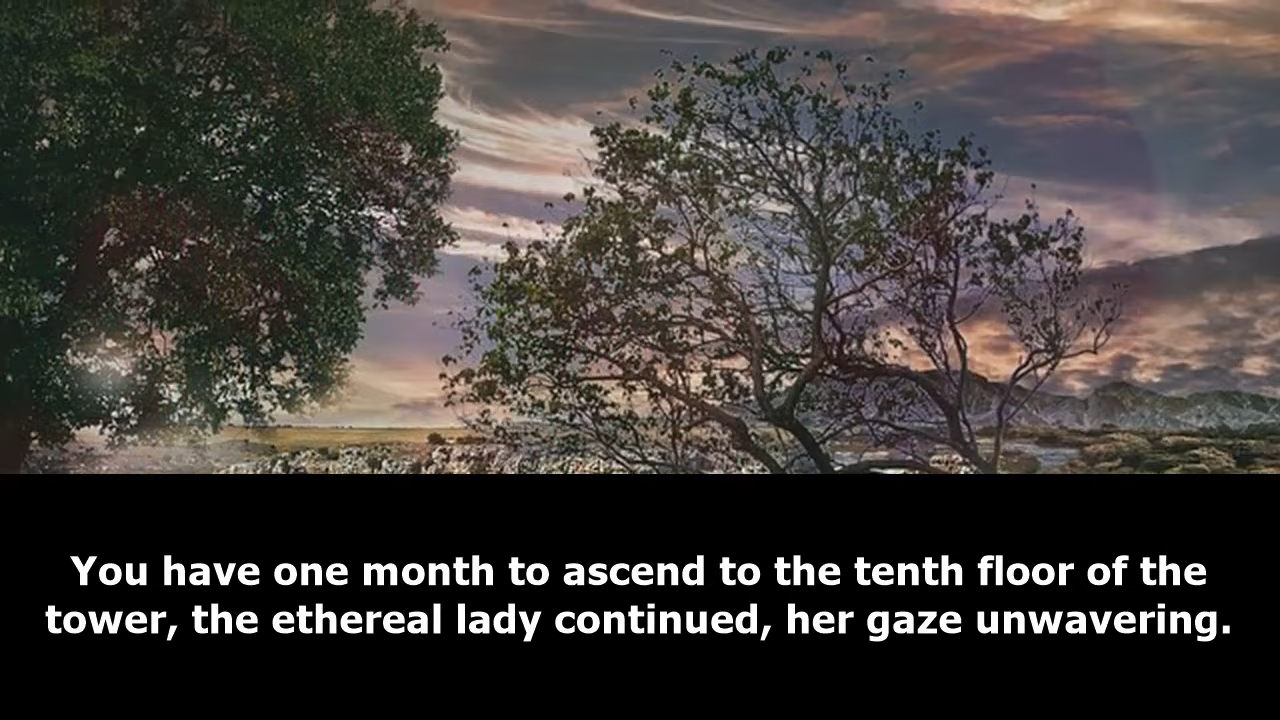 You have one month to ascend to the tenth floor of the
tower, the ethereal lady continued, her gaze unwavering.